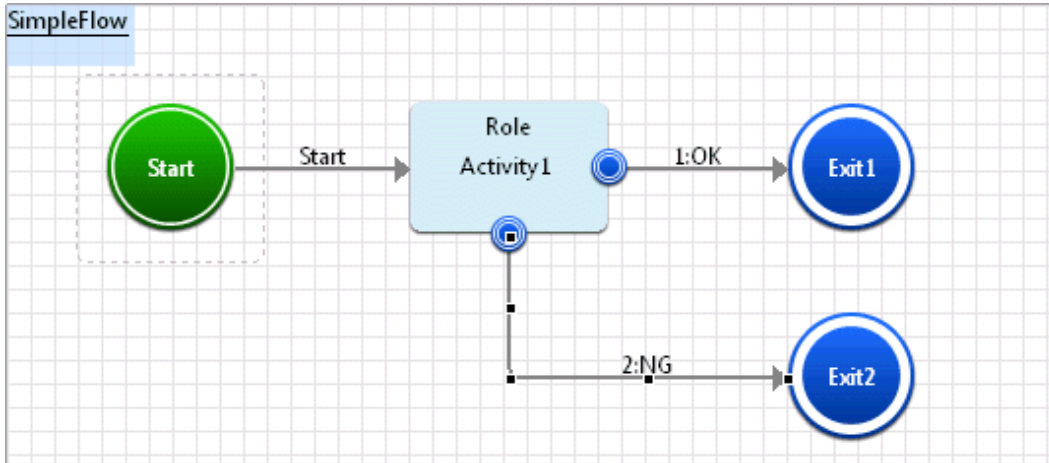 SimpleFlow
Role
Start
Start
Activity1
1:OK
Exit1
2:NG
Exit2